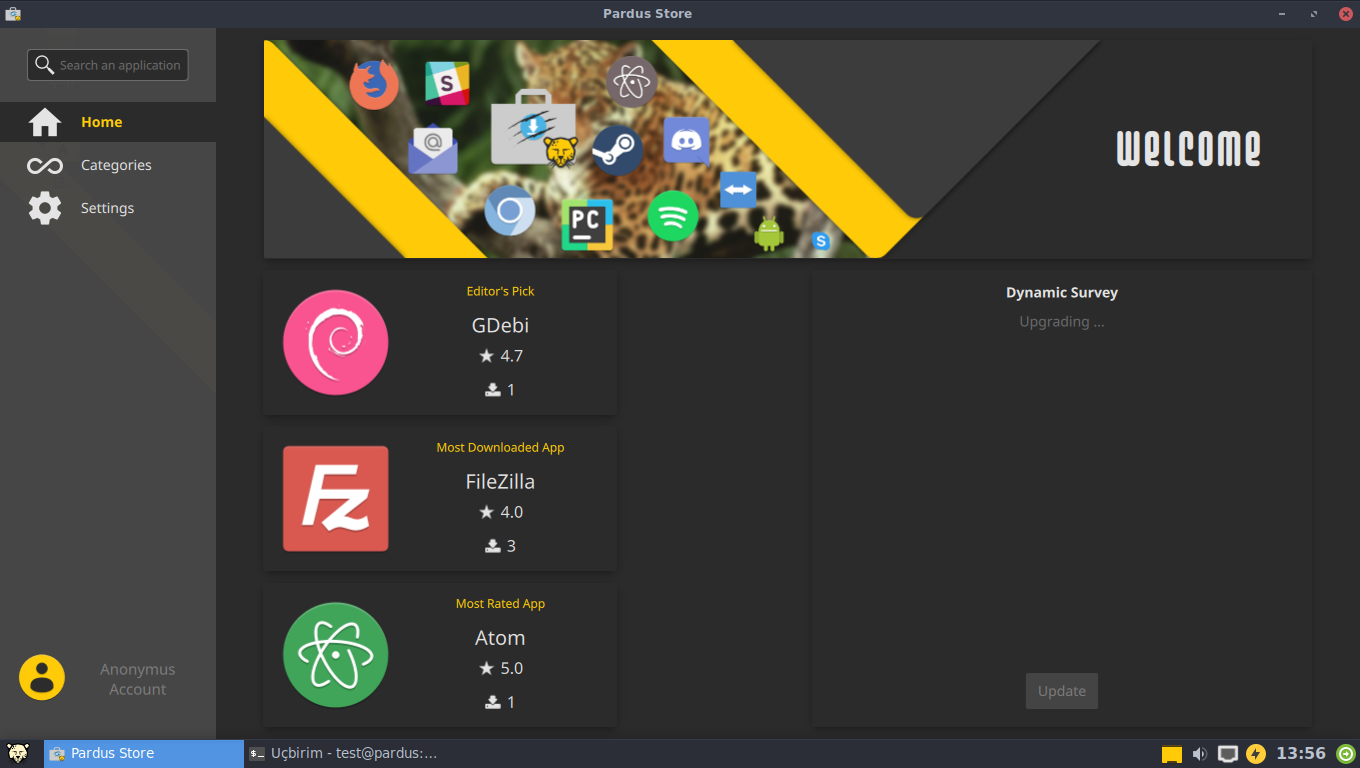 Pardus Store
Search an application
Home
Categories
Settings
Anonymus
Account
S
@
PC
S
WELCOME
Editor's Pick
GDebi
4.7
1
Most Downloaded App
FileZilla
4.0
3
Fz
Most Rated App
Atom
5.0
1
Dynamic Survey
Upgrading ...
Update
Pardus Store
$_ Uçbirim - test@pardus:...
13:56